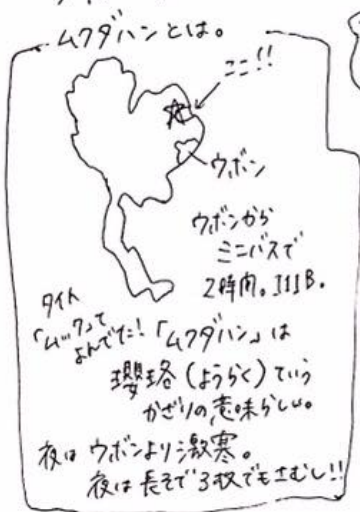 ムクダハンとは。
ここ!!
ウボン
ウボンから
ミニバスで
2時間。111B。
タイ人
「ムック」って
よんでた!「ムクダハン」は
瓔珞(ようらく)ていう
かざりの意味らしい。
夜は ウボンより激寒。
夜は長そで3枚でもさむし!!